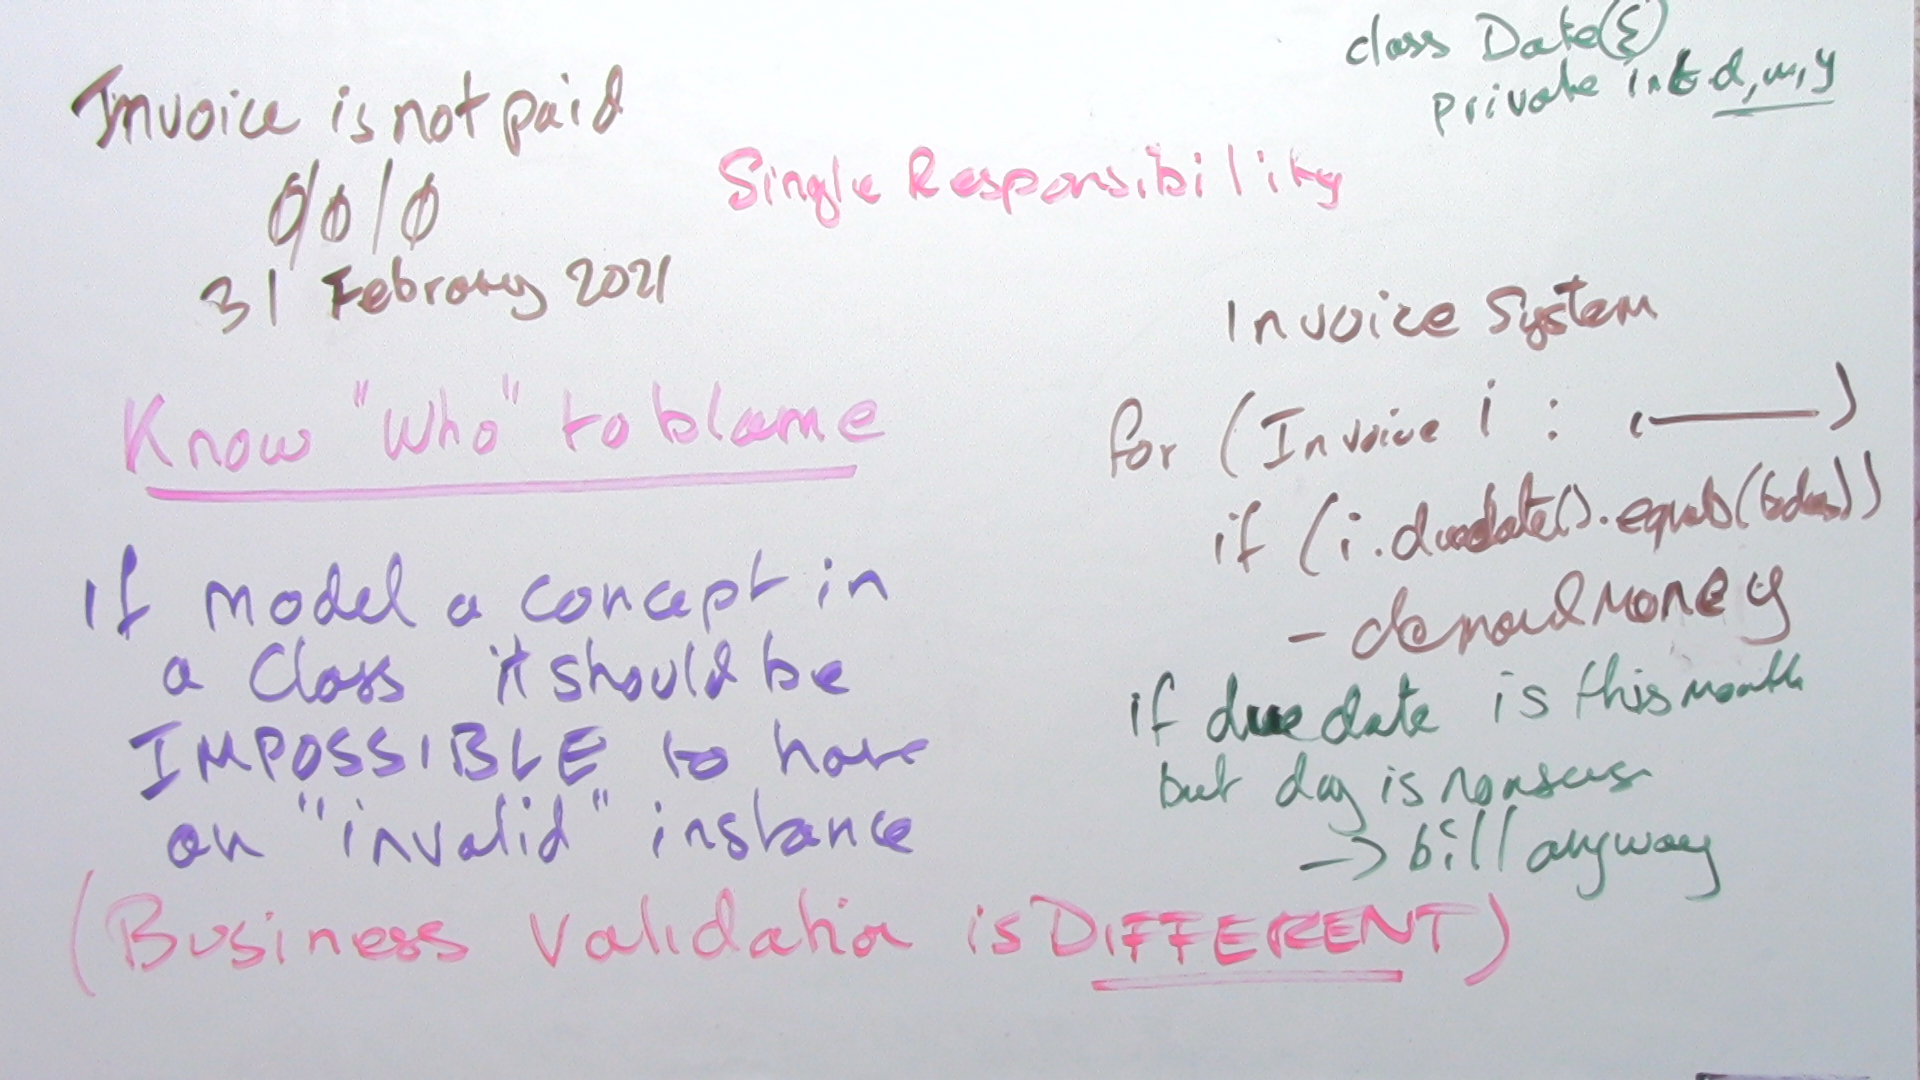 class Date({)
private int d,m,y
Invoice is not paid
0/0/0
31 February 2021
Single Responsibility
Know "Who" to blame
if model a concept in
a Class it should be
IMPOSSIBLE to have
an "invalid" instance
(Business Validation is DIFFERENT)
Invoice System
for (Invoice i : )
if (i.duedate().equals(today))
- demand money
if due date is this month
but day is nonsense
-> bill anyway